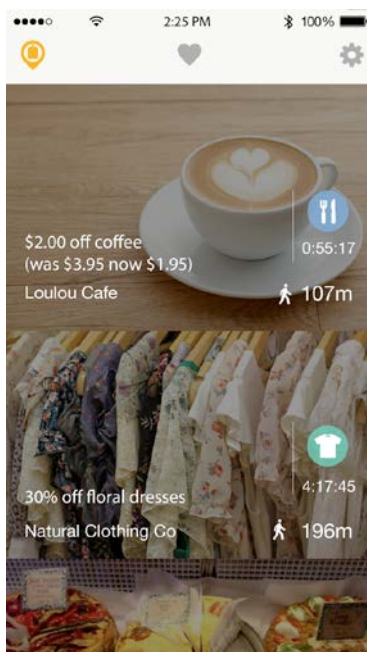 2:25 PM
100%
$2.00 off coffee
0:55:17
(was $3.95 now $1.95)
Loulou Cafe
107m
4:17:45
30% off floral dresses
Natural Clothing Co
196m